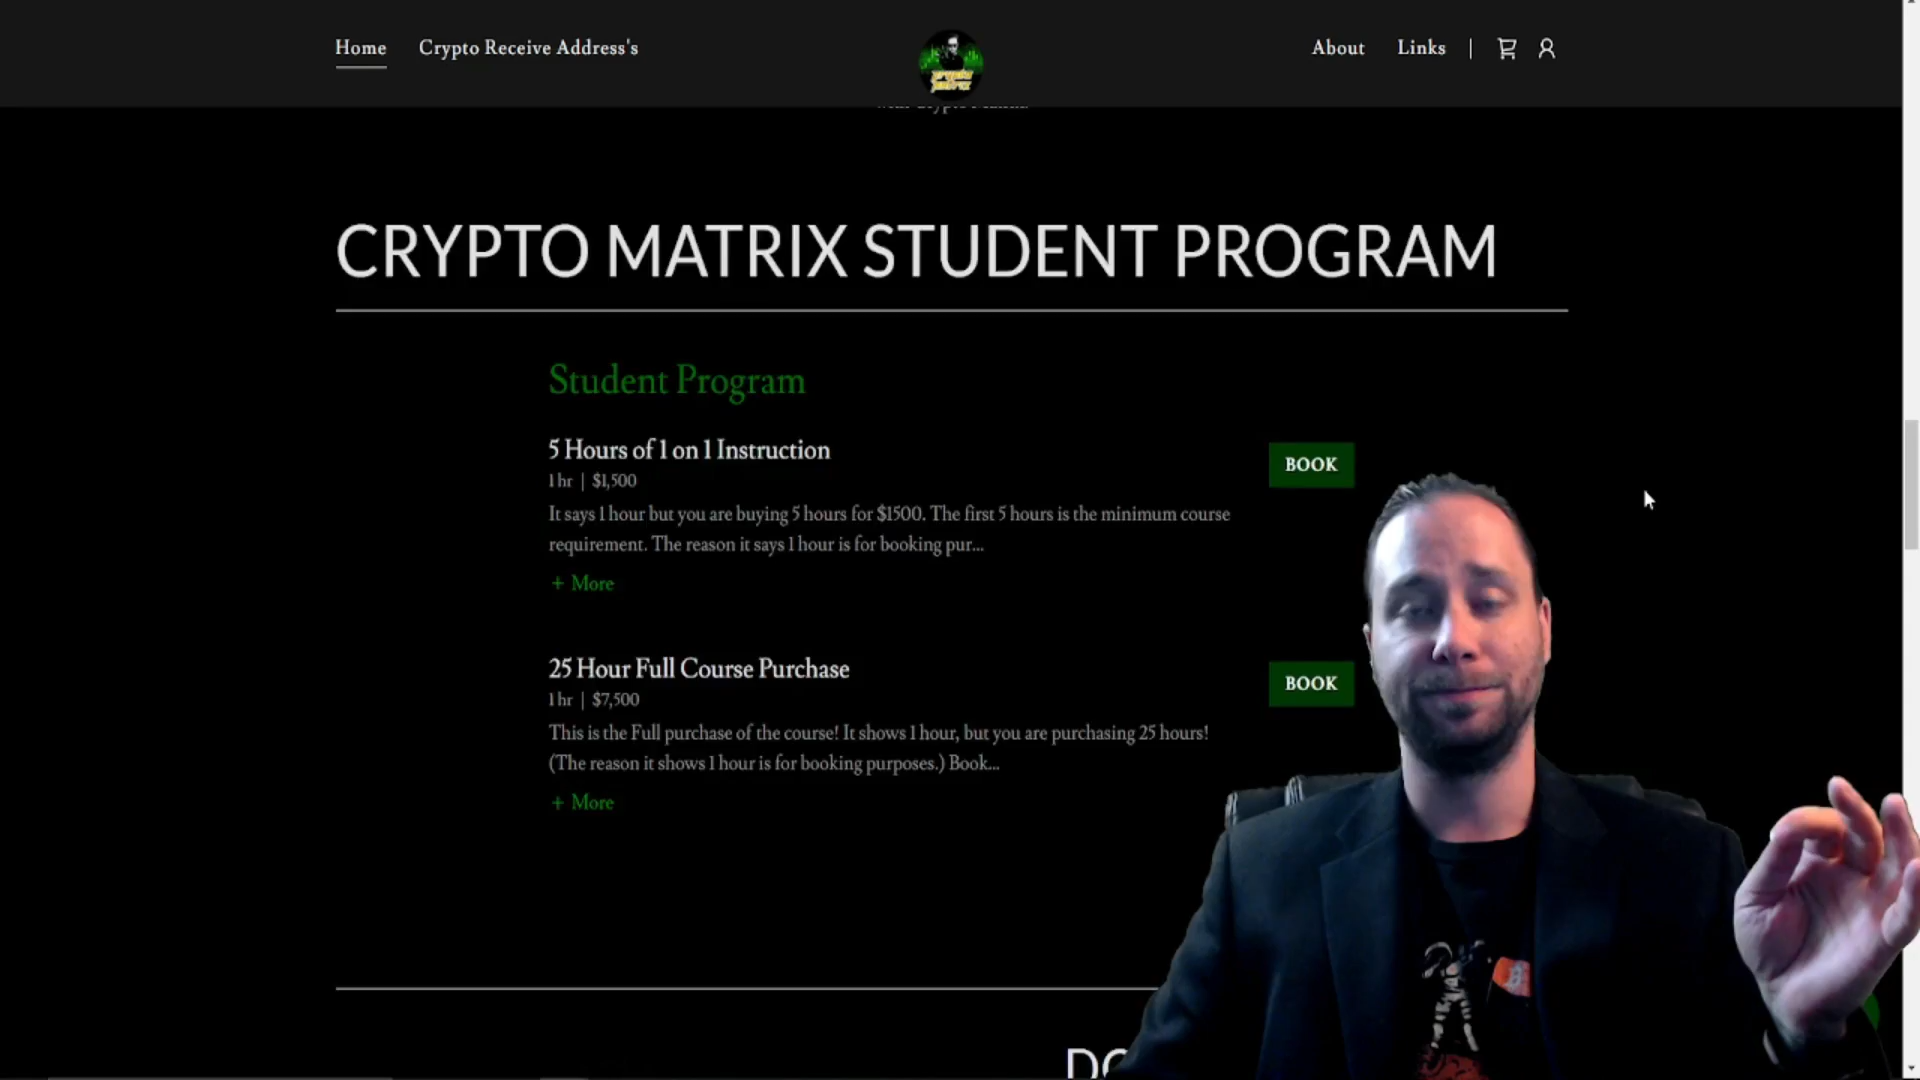 Home
Crypto Receive Address's
crypto
matrix
About
Links
CRYPTO MATRIX STUDENT PROGRAM
Student Program
5 Hours of 1 on 1 Instruction
BOOK
1 hr | $1,500
It says 1 hour but you are buying 5 hours for $1500. The first 5 hours is the minimum course
requirement. The reason it says 1 hour is for booking pur...
+ More
25 Hour Full Course Purchase
BOOK
1 hr | $7,500
This is the Full purchase of the course! It shows 1 hour, but you are purchasing 25 hours!
(The reason it shows 1 hour is for booking purposes.) Book...
+ More